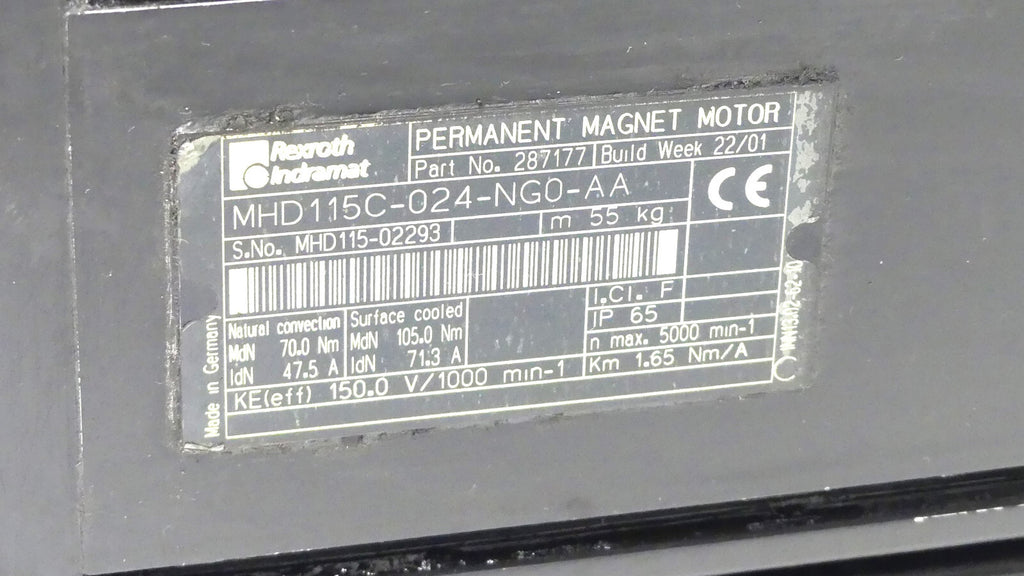 Rexroth
Indramat
PERMANENT MAGNET MOTOR
Part No. 287177 Build Week 22/01
MHD115C-024-NG0-AA
CE
S.No. MHD115-02293 m 55 kg
I.Cl. F
IP 65
Natural convection Surface cooled
MdN 70.0 Nm MdN 105.0 Nm
n max. 5000 min-1
IdN 47.5 A IdN 71.3 A
Km 1.65 Nm/A
KE(eff) 150.0 V/1000 min-1
Made in Germany